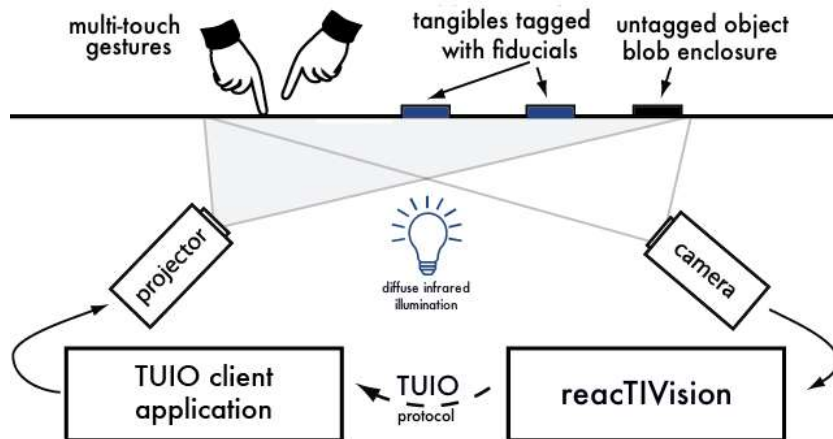 multi-touch
gestures
tangibles tagged
with fiducials
untagged object
blob enclosure
projector
diffuse infrared
illumination
camera
TUIO client
application
TUIO
protocol
reacTIVision